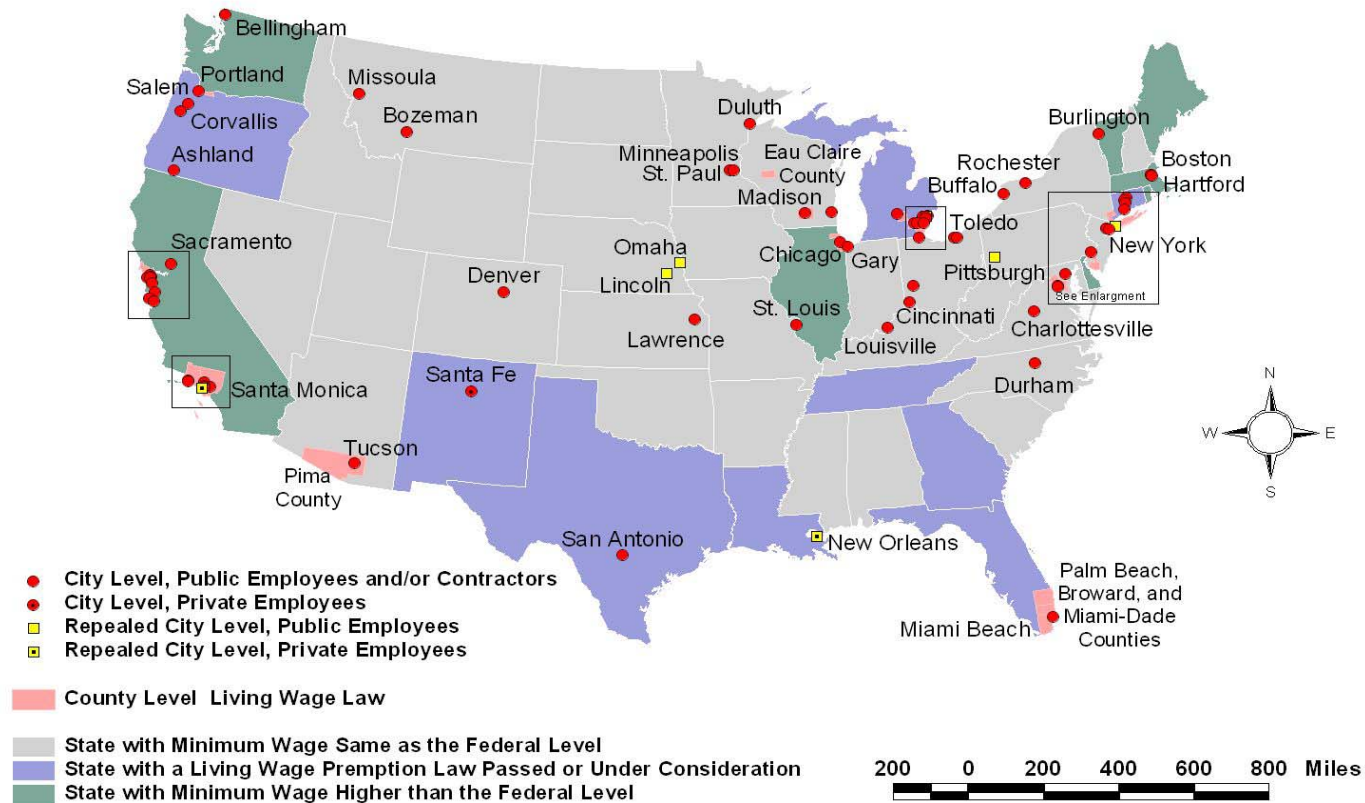 Bellingham
Portland
Salem
Corvallis
Ashland
Missoula
Bozeman
Duluth
Minneapolis
St. Paul
Eau Claire
County
Madison
Burlington
Rochester
Buffalo
Boston
Hartford
Toledo
New York
Sacramento
Omaha
Lincoln
Chicago
Gary
Pittsburgh
See Enlargment
Denver
Lawrence
St. Louis
Cincinnati
Louisville
Charlottesville
Durham
Santa Monica
Santa Fe
Tucson
Pima
County
San Antonio
New Orleans
Palm Beach,
Broward, and
Miami-Dade
Counties
Miami Beach
N
W
E
S
City Level, Public Employees and/or Contractors
City Level, Private Employees
Repealed City Level, Public Employees
Repealed City Level, Private Employees
County Level Living Wage Law
State with Minimum Wage Same as the Federal Level
State with a Living Wage Premption Law Passed or Under Consideration
State with Minimum Wage Higher than the Federal Level
200 0 200 400 600 800 Miles